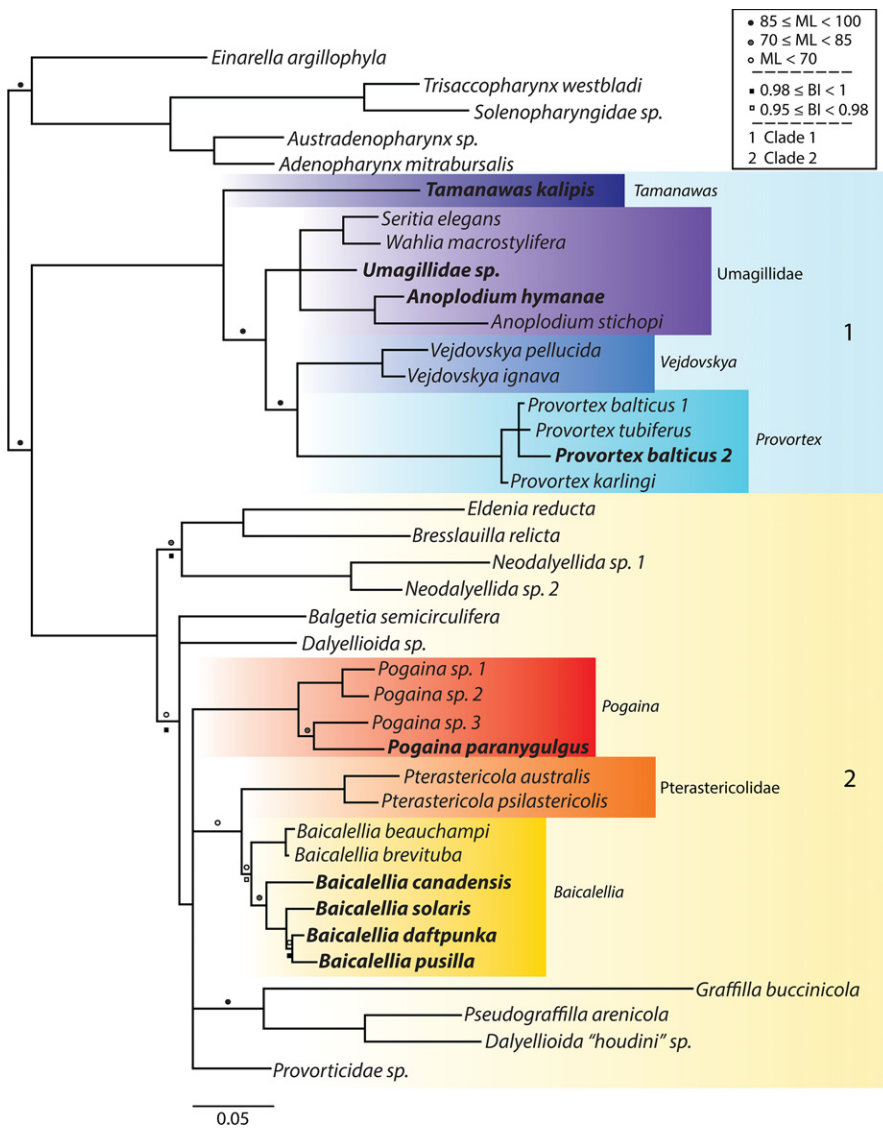 85 ≤ ML < 100
70 ≤ ML < 85
ML < 70
0.98 ≤ BI < 1
0.95 ≤ BI < 0.98
1 Clade 1
2 Clade 2
Einarella argillophyla
Trisaccopharynx westbladi
Solenopharyngidae sp.
Austradenopharynx sp.
Adenopharynx mitrabursalis
Tamanawas kalipis
Tamanawas
Seritia elegans
Wahlia macrostylifera
Umagillidae sp.
Umagillidae
Anoplodium hymanae
Anoplodium stichopi
1
Vejdovskya pellucida
Vejdovskya
Vejdovskya ignava
Provortex balticus 1
Provortex tubiferus
Provortex
Provortex balticus 2
Provortex karlingi
Eldenia reducta
Bresslauilla relicta
Neodalyellida sp. 1
Neodalyellida sp. 2
Balgetia semicirculifera
Dalyellioida sp.
Pogaina sp. 1
Pogaina sp. 2
Pogaina
Pogaina sp. 3
Pogaina paranygulgus
Pterastericola australis
Pterastericolidae
2
Pterastericola psilastericolis
Baicalellia beauchampi
Baicalellia brevituba
Baicalellia canadensis
Baicalellia
Baicalellia solaris
Baicalellia daftpunka
Baicalellia pusilla
Graffilla buccinicola
Pseudograffilla arenicola
Dalyellioida "houdini" sp.
Provorticidae sp.
0.05